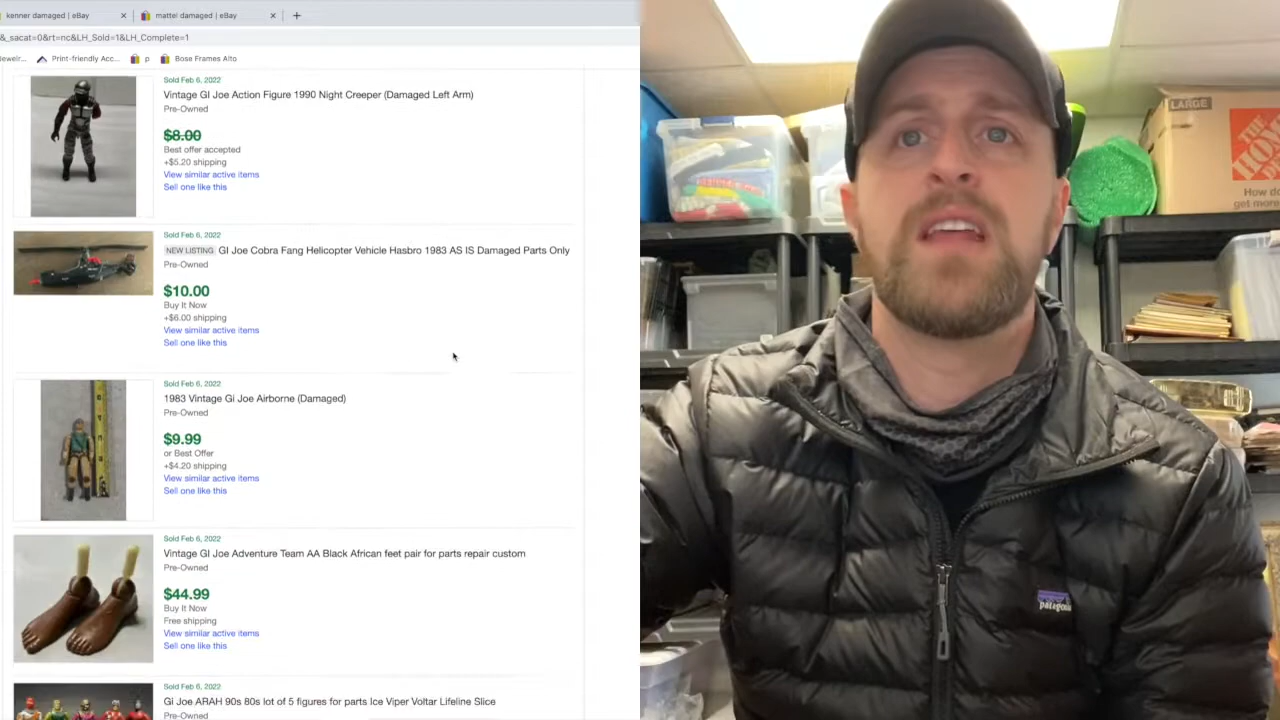 kenner damaged | eBay
mattel damaged | eBay
&_sacat=0&rt=nc&LH_Sold=1&LH_Complete=1
Print-friendly Acc...
p
Bose Frames Alto
Sold Feb 6, 2022
Vintage GI Joe Action Figure 1990 Night Creeper (Damaged Left Arm)
Pre-Owned
$8.00
Best offer accepted
+$5.20 shipping
View similar active items
Sell one like this
Sold Feb 6, 2022
NEW LISTING GI Joe Cobra Fang Helicopter Vehicle Hasbro 1983 AS IS Damaged Parts Only
Pre-Owned
$10.00
Buy It Now
+$6.00 shipping
View similar active items
Sell one like this
Sold Feb 6, 2022
1983 Vintage Gi Joe Airborne (Damaged)
Pre-Owned
$9.99
or Best Offer
+$4.20 shipping
View similar active items
Sell one like this
Sold Feb 6, 2022
Vintage GI Joe Adventure Team AA Black African feet pair for parts repair custom
Pre-Owned
$44.99
Buy It Now
Free shipping
View similar active items
Sell one like this
Sold Feb 6, 2022
Gi Joe ARAH 90s 80s lot of 5 figures for parts Ice Viper Voltar Lifeline Slice
Pre-Owned
LARGE
THE
HOM
How do
get more
patagonia